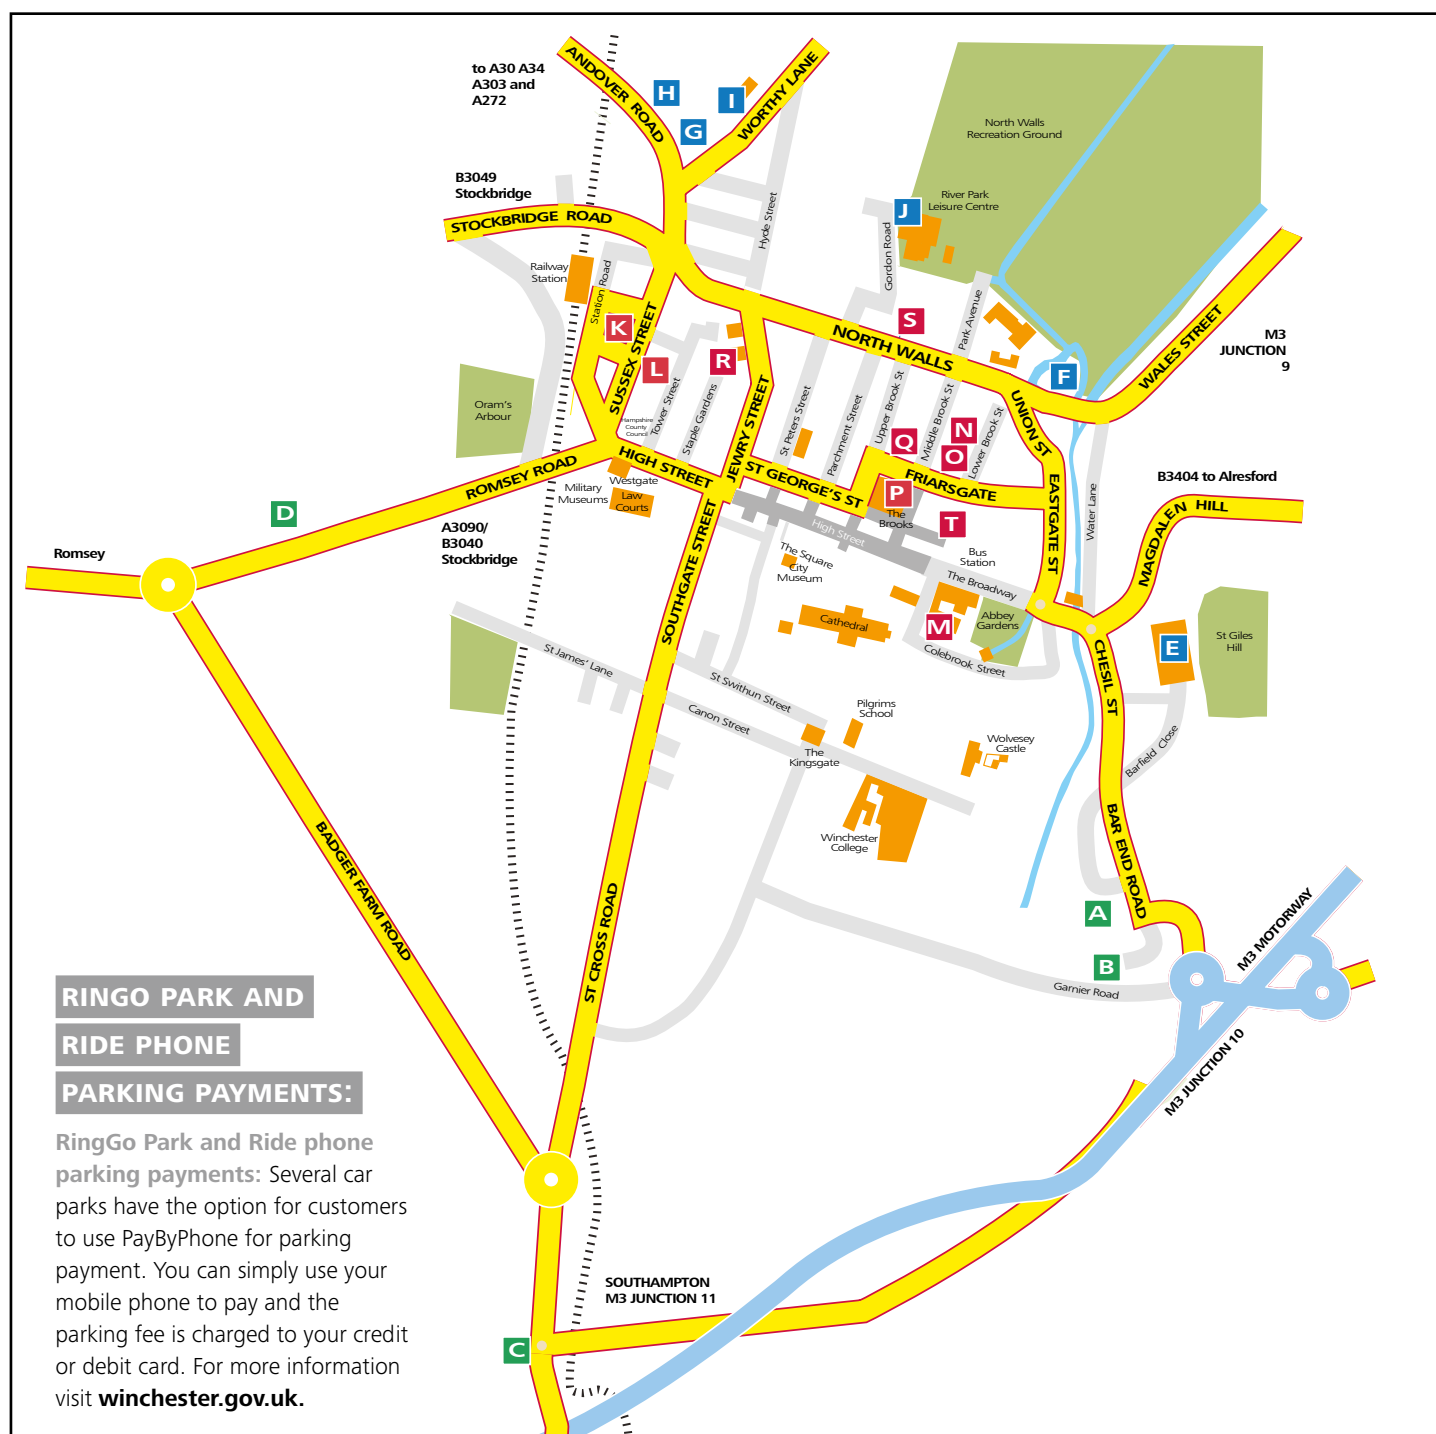 to A30 A34
A303 and
A272
ANDOVER ROAD
H
I
G
WORTHY LANE
North Walls
Recreation Ground
B3049
Stockbridge
STOCKBRIDGE ROAD
Hyde Street
J
River Park
Leisure Centre
Gordon Road
Railway
Station
Station Road
K
SUSSEX STREET
L
R
S
NORTH WALLS
Park Avenue
F
WALES STREET
M3
JUNCTION
9
Oram's
Arbour
Hampshire
County
Council
Tower Street
Staple Gardens
JEWRY STREET
St Peters Street
Parchment Street
Upper Brook St
Middle Brook St
Lower Brook St
Q
N
O
UNION ST
ROMSEY ROAD
HIGH STREET
ST GEORGE'S ST
FRIARSGATE
EASTGATE ST
Water Lane
B3404 to Alresford
MAGDALEN HILL
D
Military
Museums
Westgate
Law
Courts
P
The
Brooks
T
High Street
Bus
Station
A3090/
B3040
Stockbridge
Romsey
The Square
City
Museum
The Broadway
SOUTHGATE STREET
Cathedral
M
Abbey
Gardens
Colebrook Street
E
St Giles
Hill
CHESIL ST
St James' Lane
St Swithun Street
Canon Street
Pilgrims
School
The
Kingsgate
Wolvesey
Castle
Barfield Close
Winchester
College
BADGER FARM ROAD
BAR END ROAD
ST CROSS ROAD
A
B
Garnier Road
M3 MOTORWAY
M3 JUNCTION 10
RINGO PARK AND
RIDE PHONE
PARKING PAYMENTS:
RingGo Park and Ride phone
parking payments: Several car
parks have the option for customers
to use PayByPhone for parking
payment. You can simply use your
mobile phone to pay and the
parking fee is charged to your credit
or debit card. For more information
visit winchester.gov.uk.
SOUTHAMPTON
M3 JUNCTION 11
C